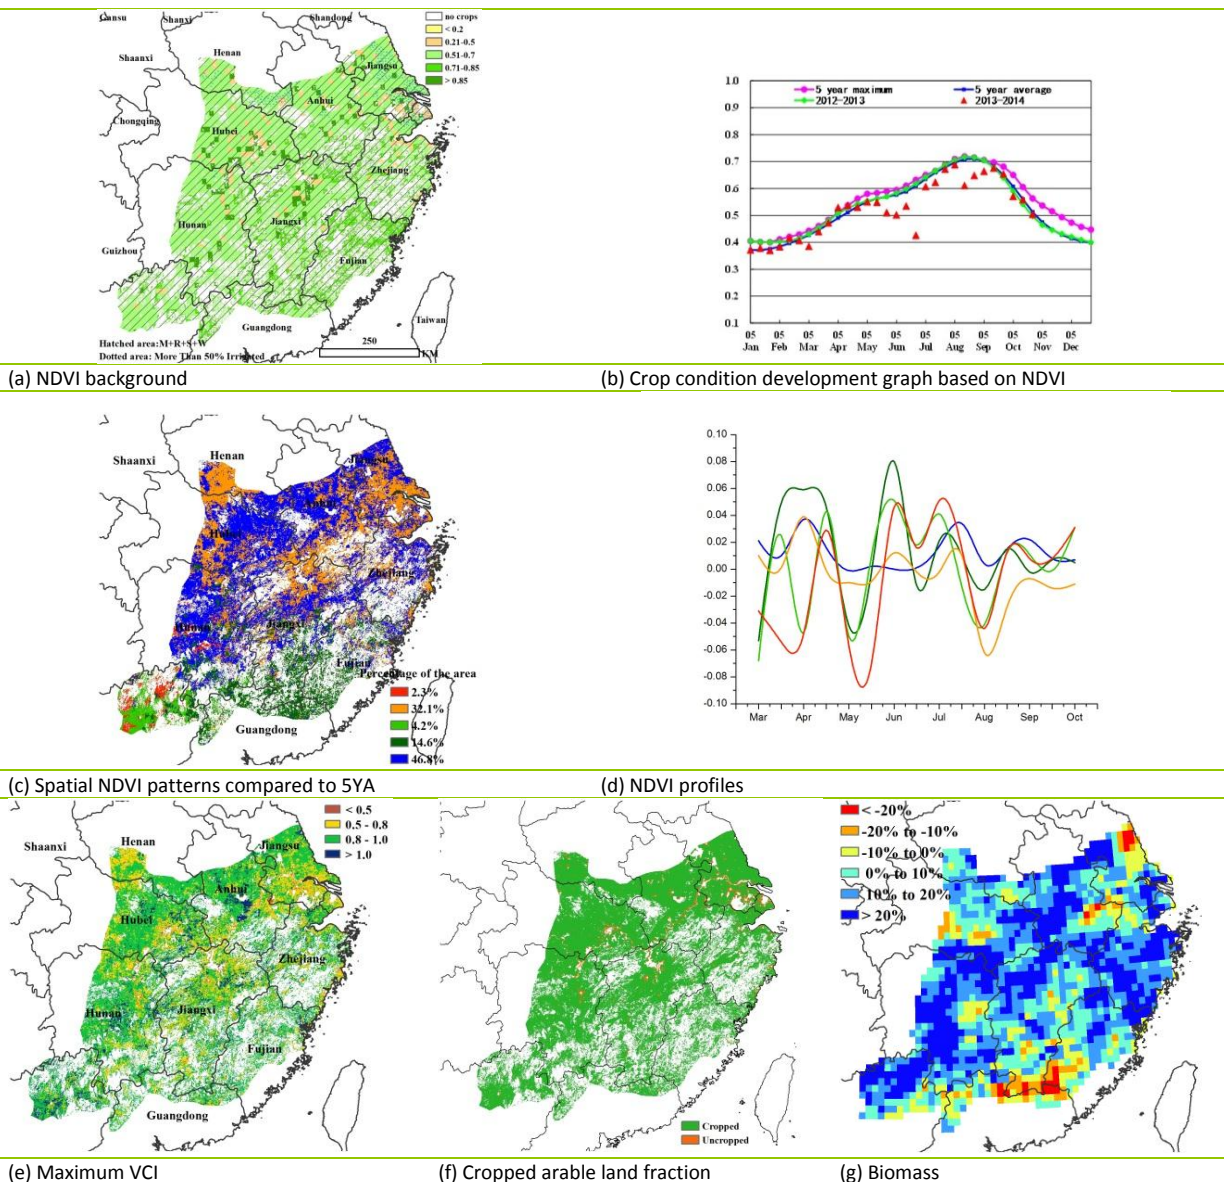 Gansu
Shanxi
Shandong
Shaanxi
Henan
Jiangsu
Anhui
Chongqing
Hubei
Zhejiang
Hunan
Jiangxi
Guizhou
Fujian
Guangdong
Taiwan
no crops
< 0.2
0.21-0.5
0.51-0.7
0.71-0.85
> 0.85
Hatched area:M+R+S+W
Dotted area: More Than 50% Irrigated
250
KM
1.0
0.9
0.8
0.7
0.6
0.5
0.4
0.3
0.2
0.1
5 year maximum
5 year average
2012-2013
2013-2014
05 05 05 05 05 05 05 05 05 05 05 05
Jan Feb Mar Apr May Jun Jul Aug Sep Oct Nov Dec
(a) NDVI background
(b) Crop condition development graph based on NDVI
Shaanxi
Henan
Jiangsu
Anhui
Hubei
Zhejiang
Hunan
Jiangxi
Fujian
Guangdong
Percentage of the area
2.3%
32.1%
4.2%
14.6%
46.8%
0.10
0.08
0.06
0.04
0.02
0.00
-0.02
-0.04
-0.06
-0.08
-0.10
Mar Apr May Jun Jul Aug Sep Oct
(c) Spatial NDVI patterns compared to 5YA
(d) NDVI profiles
Shaanxi
Henan
Jiangsu
Anhui
Hubei
Zhejiang
Hunan
Jiangxi
Fujian
Guangdong
< 0.5
0.5 - 0.8
0.8 - 1.0
> 1.0
Cropped
Uncropped
< -20%
-20% to -10%
-10% to 0%
0% to 10%
10% to 20%
> 20%
(e) Maximum VCI
(f) Cropped arable land fraction
(g) Biomass